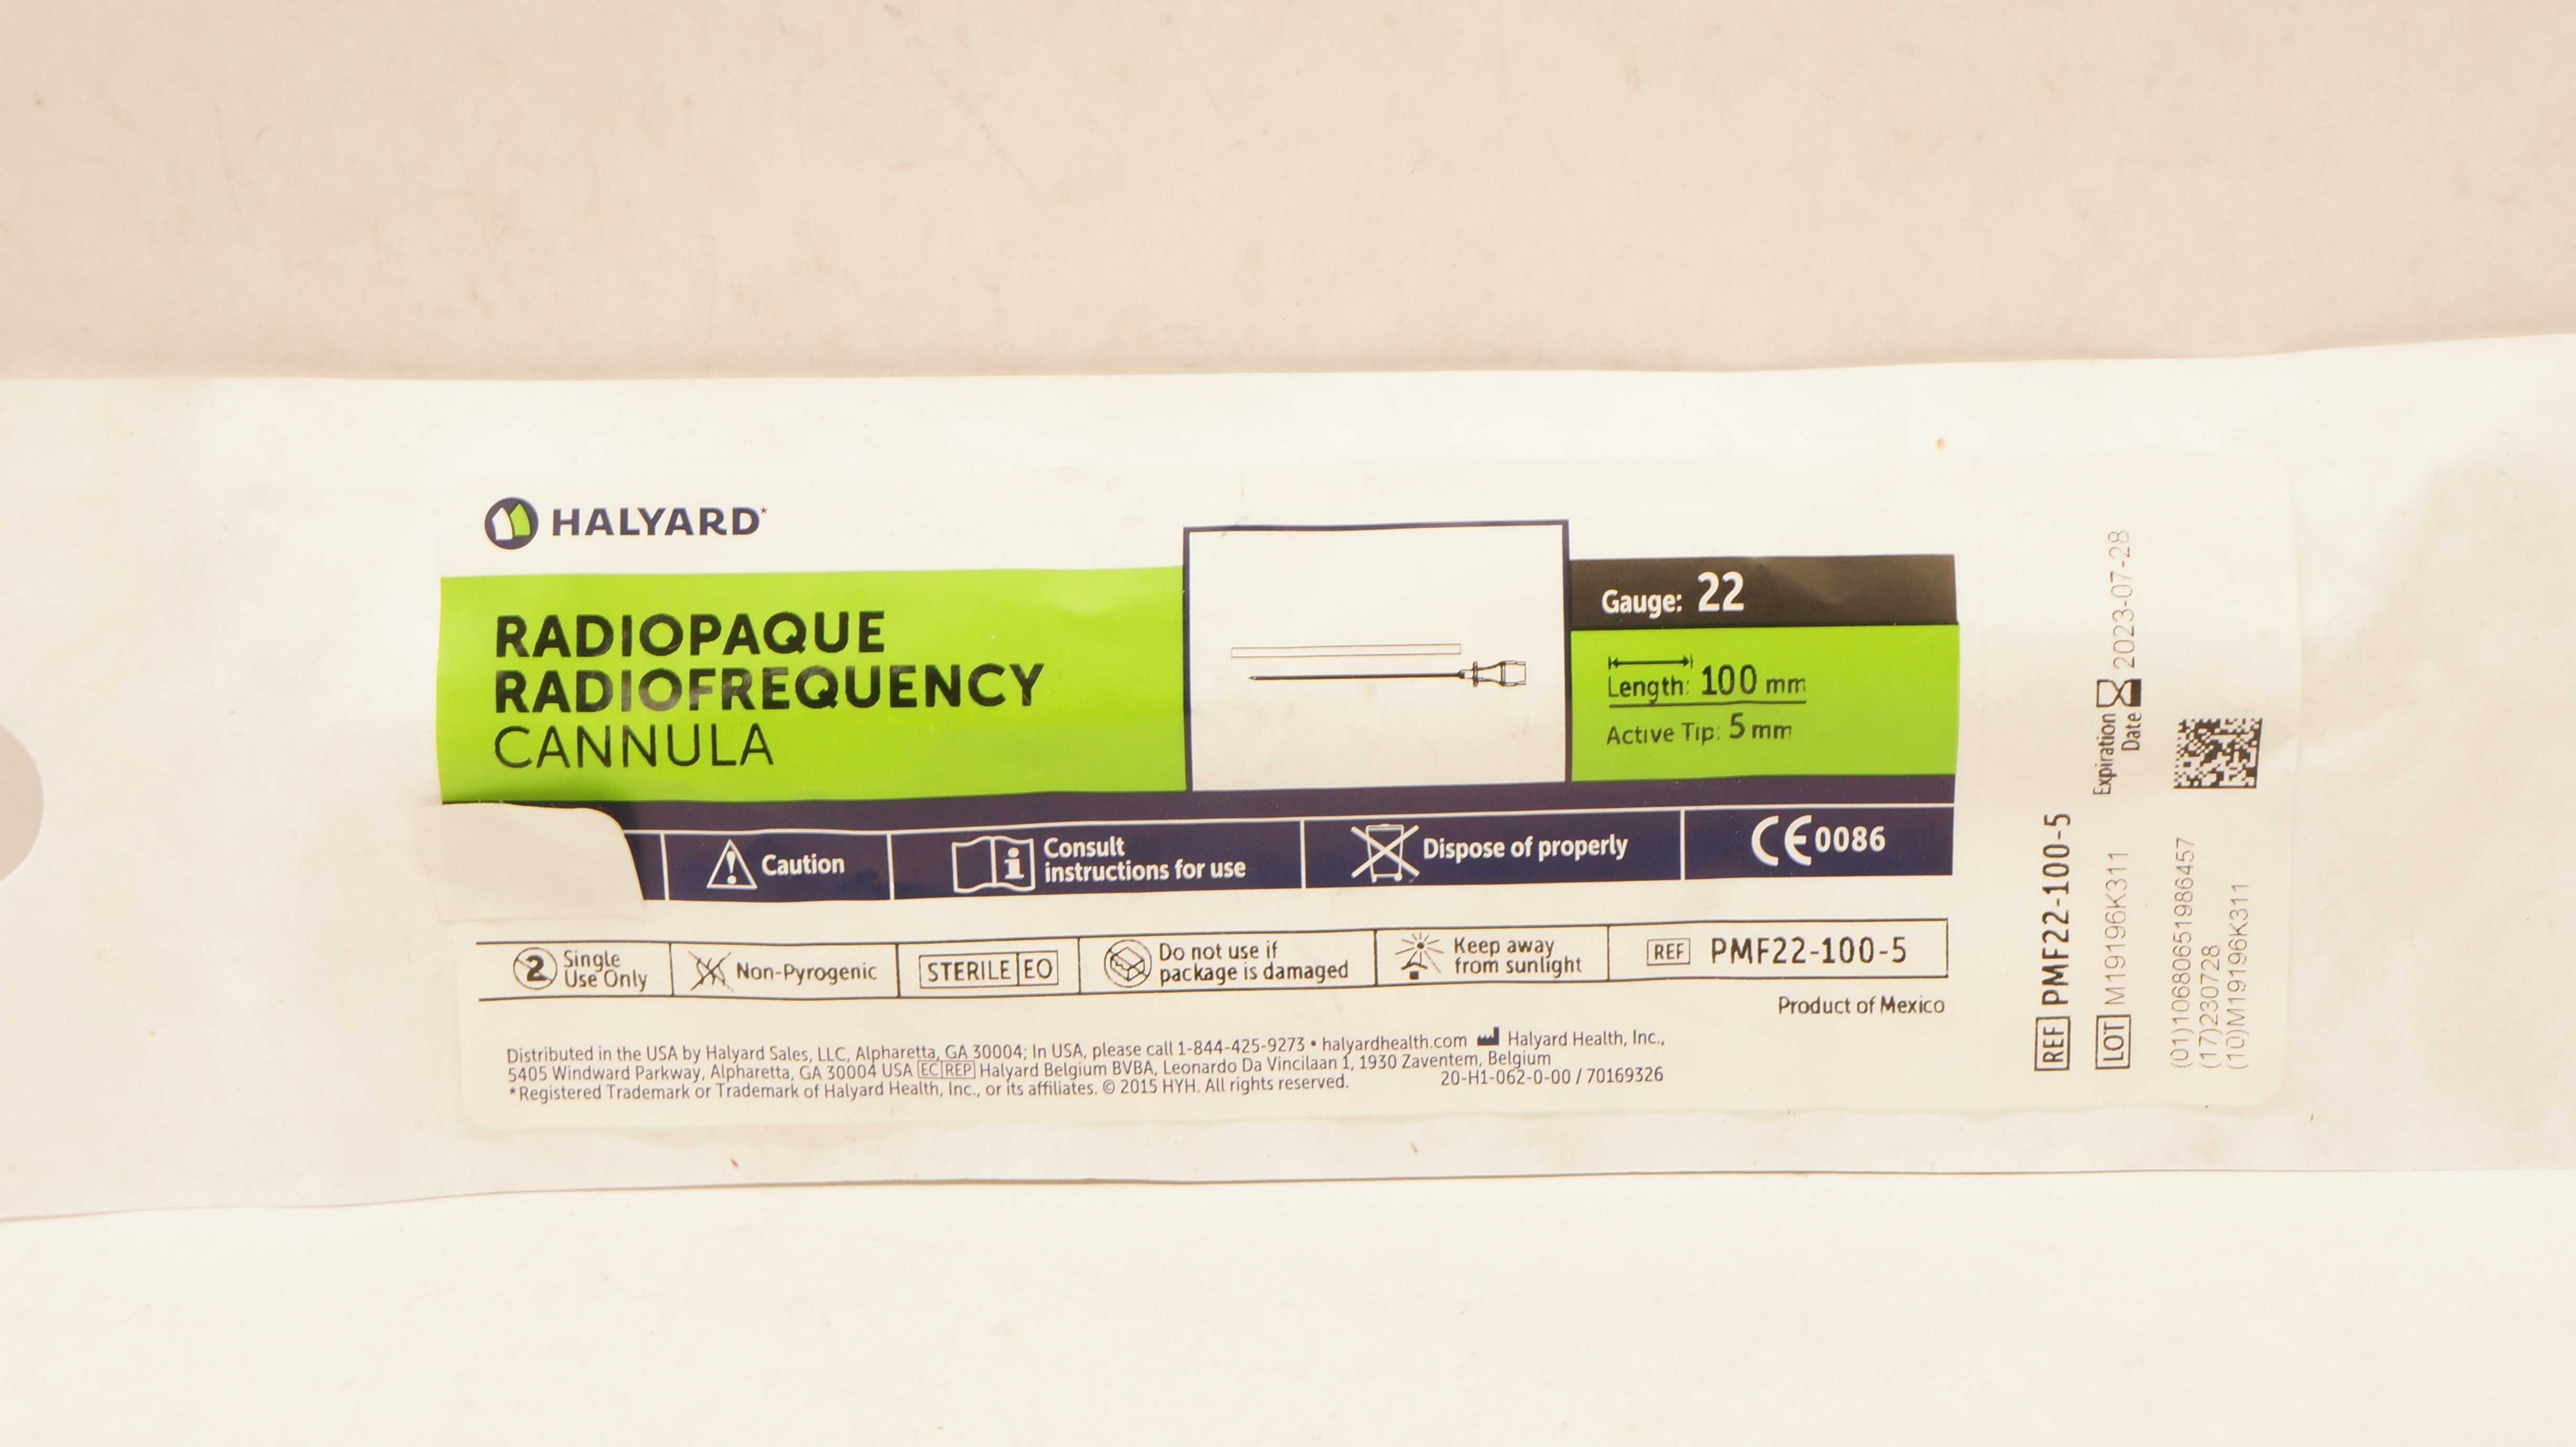 HALYARD*
RADIOPAQUE
RADIOFREQUENCY
CANNULA
Gauge: 22
Length: 100 mm
Active Tip: 5 mm
Caution
Consult
instructions for use
Dispose of properly
CE0086
2 Single
Use Only
Non-Pyrogenic
STERILE EO
Do not use if
package is damaged
Keep away
from sunlight
REF PMF22-100-5
Product of Mexico
Distributed in the USA by Halyard Sales, LLC, Alpharetta, GA 30004; In USA, please call 1-844-425-9273 • halyardhealth.com Halyard Health, Inc.,
5405 Windward Parkway, Alpharetta, GA 30004 USA EC REP Halyard Belgium BVBA, Leonardo Da Vincilaan 1, 1930 Zaventem, Belgium
*Registered Trademark or Trademark of Halyard Health, Inc., or its affiliates. © 2015 HYH. All rights reserved. 20-H1-062-0-00 / 70169326
REF PMF22-100-5
LOT M19196K311
Expiration
Date 2023-07-28
(01)10680651986457
(17)230728
(10)M19196K311